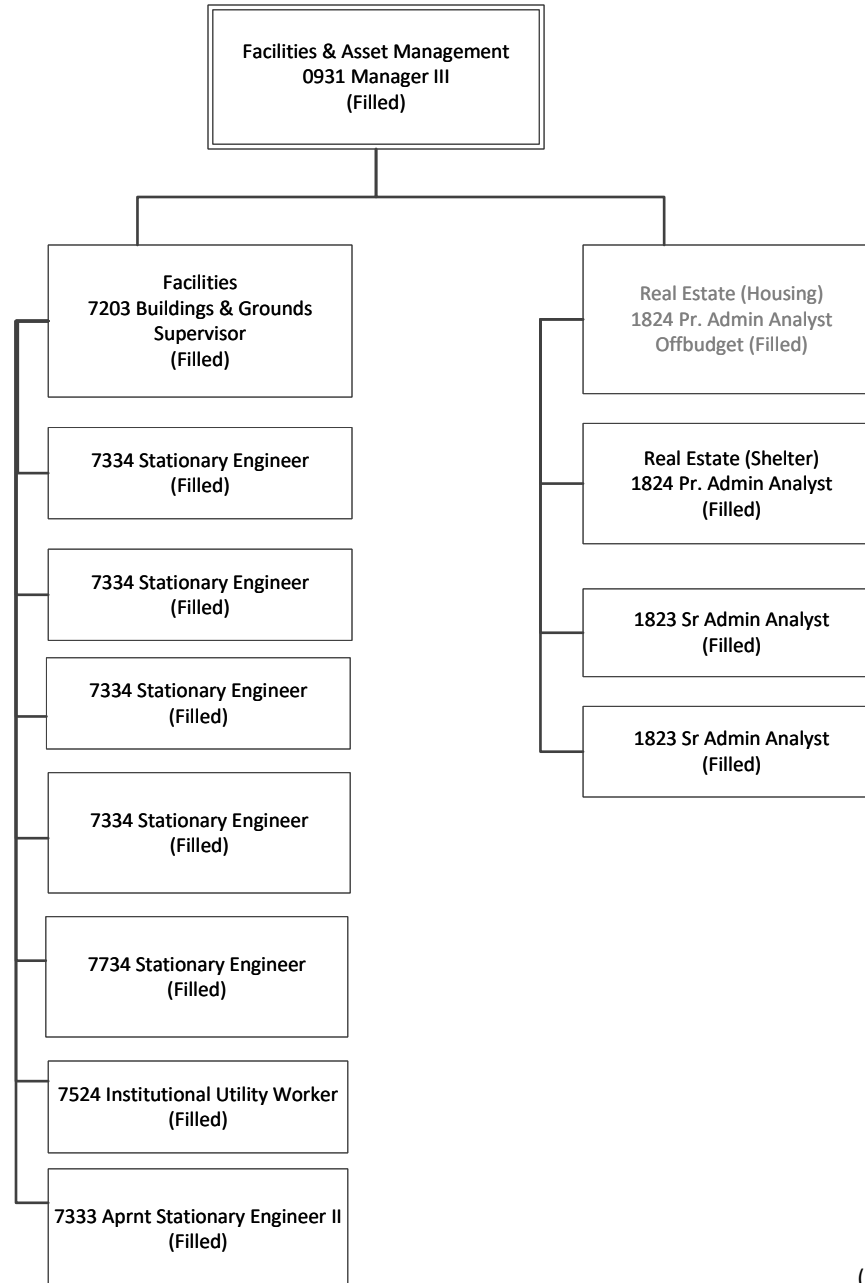 Facilities & Asset Management
0931 Manager III
(Filled)
Facilities
7203 Buildings & Grounds
Supervisor
(Filled)
7334 Stationary Engineer
(Filled)
7334 Stationary Engineer
(Filled)
7334 Stationary Engineer
(Filled)
7334 Stationary Engineer
(Filled)
7734 Stationary Engineer
(Filled)
7524 Institutional Utility Worker
(Filled)
7333 Aprnt Stationary Engineer II
(Filled)
Real Estate (Housing)
1824 Pr. Admin Analyst
Offbudget (Filled)
Real Estate (Shelter)
1824 Pr. Admin Analyst
(Filled)
1823 Sr Admin Analyst
(Filled)
1823 Sr Admin Analyst
(Filled)
(